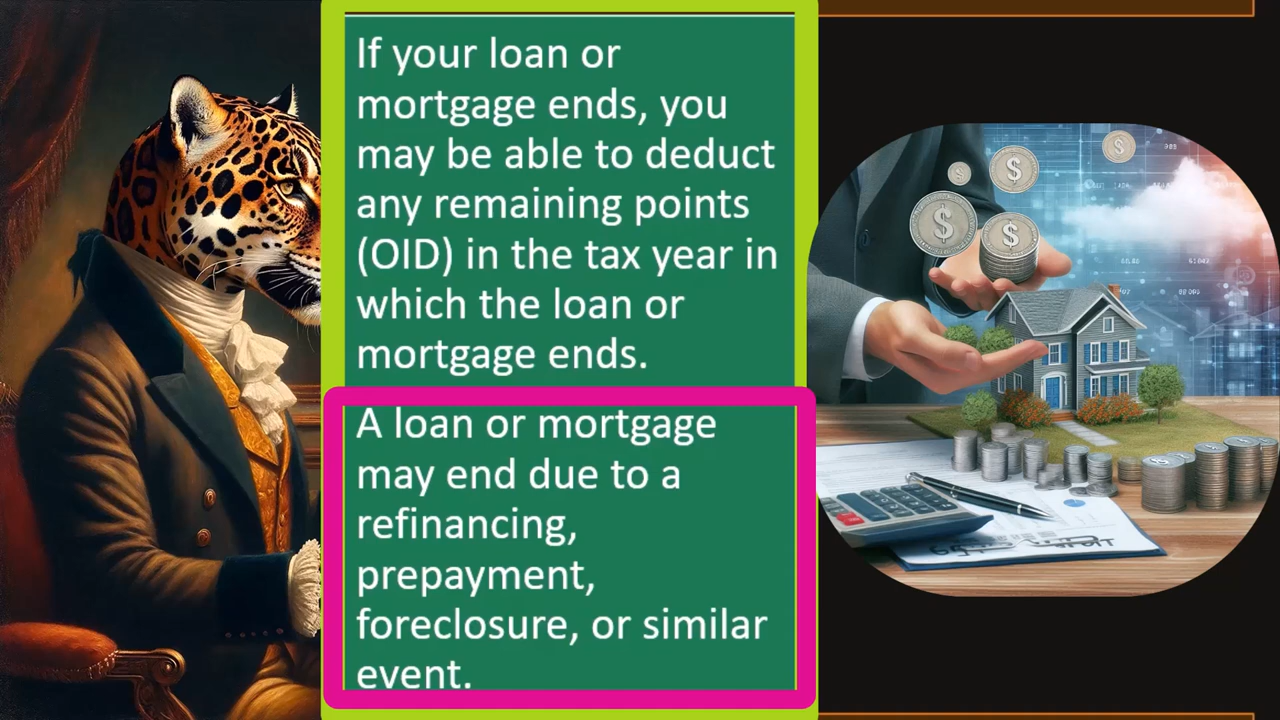 If your loan or
mortgage ends, you
may be able to deduct
any remaining points
(OID) in the tax year in
which the loan or
mortgage ends.
A loan or mortgage
may end due to a
refinancing,
prepayment,
foreclosure, or similar
event.